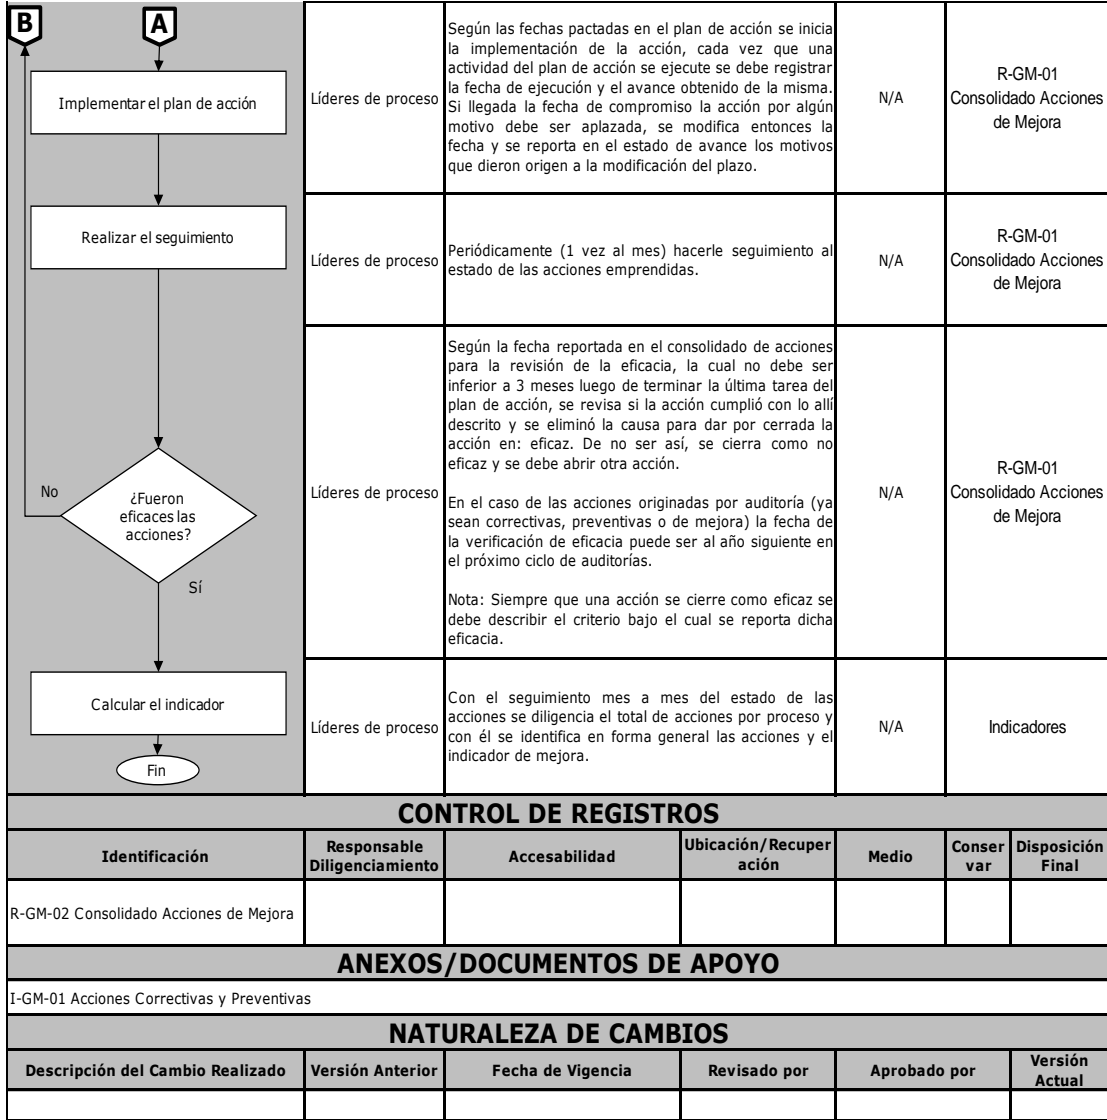 B
A
Implementar el plan de acción
Líderes de proceso
Según las fechas pactadas en el plan de acción se inicia
la implementación de la acción, cada vez que una
actividad del plan de acción se ejecute se debe registrar
la fecha de ejecución y el avance obtenido de la misma.
Si llegada la fecha de compromiso la acción por algún
motivo debe ser aplazada, se modifica entonces la
fecha y se reporta en el estado de avance los motivos
que dieron origen a la modificación del plazo.
N/A
R-GM-01
Consolidado Acciones
de Mejora
Realizar el seguimiento
Líderes de proceso
Periódicamente (1 vez al mes) hacerle seguimiento al
estado de las acciones emprendidas.
N/A
R-GM-01
Consolidado Acciones
de Mejora
No
¿Fueron
eficaces las
acciones?
Sí
Líderes de proceso
Según la fecha reportada en el consolidado de acciones
para la revisión de la eficacia, la cual no debe ser
inferior a 3 meses luego de terminar la última tarea del
plan de acción, se revisa si la acción cumplió con lo allí
descrito y se eliminó la causa para dar por cerrada la
acción en: eficaz. De no ser así, se cierra como no
eficaz y se debe abrir otra acción.
En el caso de las acciones originadas por auditoría (ya
sean correctivas, preventivas o de mejora) la fecha de
la verificación de eficacia puede ser al año siguiente en
el próximo ciclo de auditorías.
Nota: Siempre que una acción se cierre como eficaz se
debe describir el criterio bajo el cual se reporta dicha
eficacia.
N/A
R-GM-01
Consolidado Acciones
de Mejora
Calcular el indicador
Fin
Líderes de proceso
Con el seguimiento mes a mes del estado de las
acciones se diligencia el total de acciones por proceso y
con él se identifica en forma general las acciones y el
indicador de mejora.
N/A
Indicadores
CONTROL DE REGISTROS
Identificación
Responsable
Diligenciamiento
Accesabilidad
Ubicación/Recuper
ación
Medio
Conser
var
Disposición
Final
R-GM-02 Consolidado Acciones de Mejora
ANEXOS/DOCUMENTOS DE APOYO
I-GM-01 Acciones Correctivas y Preventivas
NATURALEZA DE CAMBIOS
Descripción del Cambio Realizado
Versión Anterior
Fecha de Vigencia
Revisado por
Aprobado por
Versión
Actual